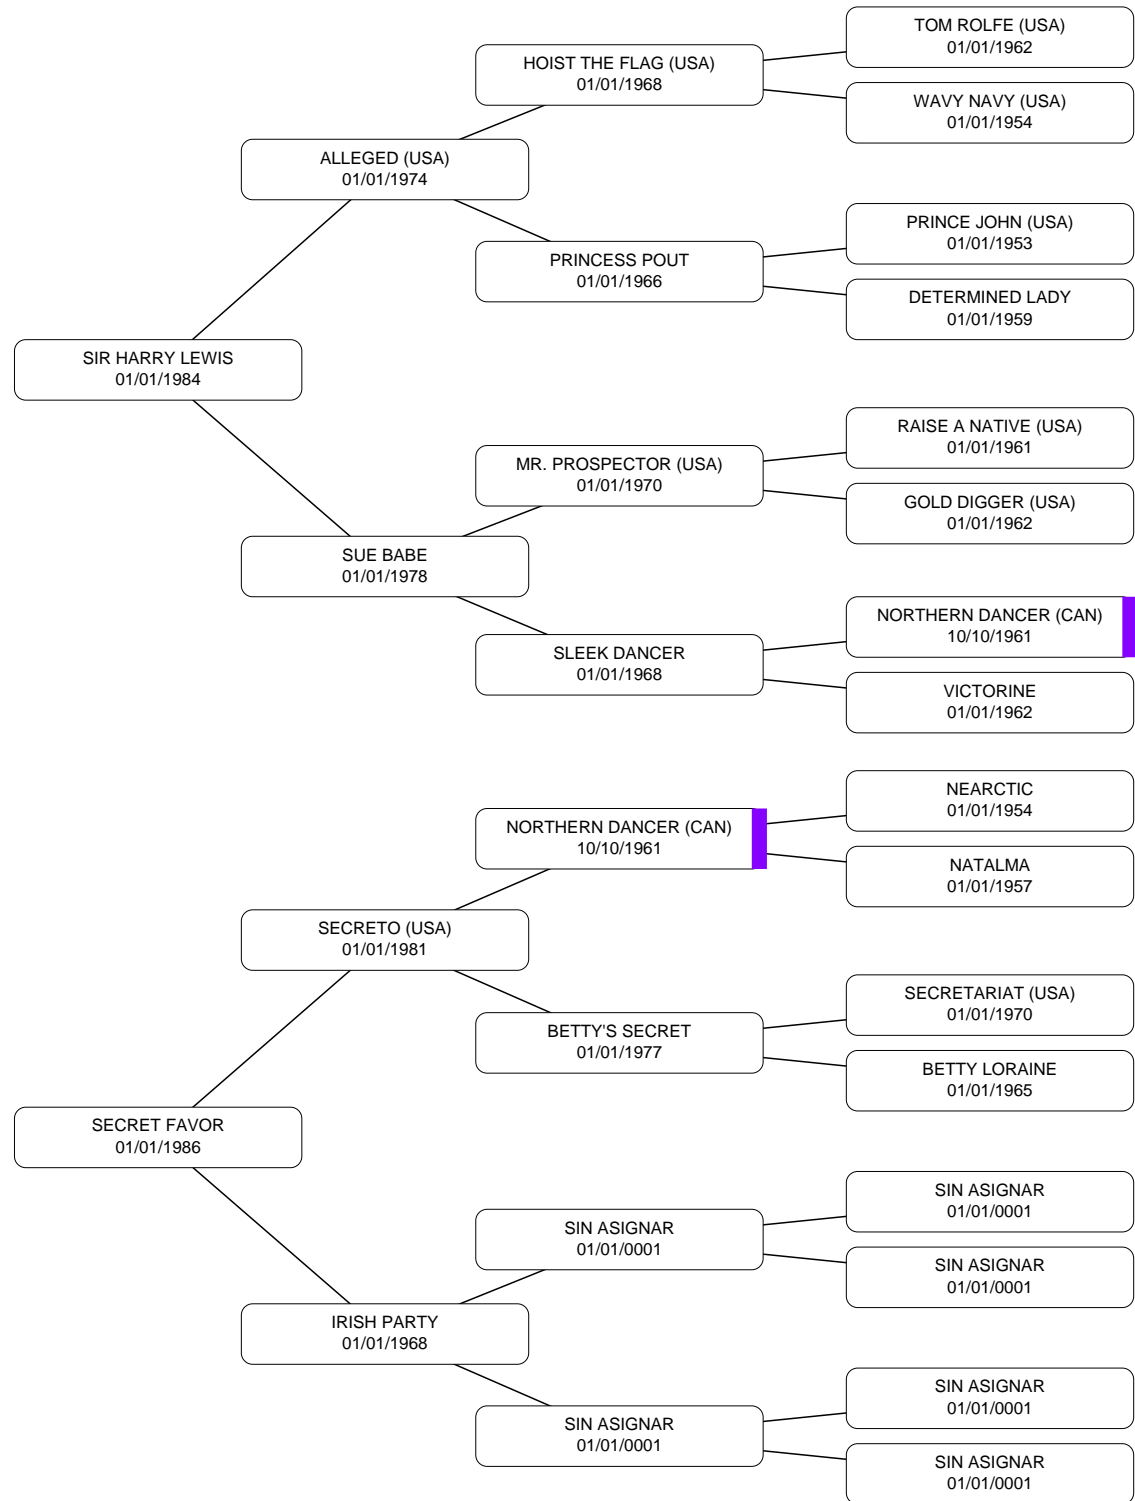 TOM ROLFE (USA)
01/01/1962
HOIST THE FLAG (USA)
01/01/1968
WAVY NAVY (USA)
01/01/1954
ALLEGED (USA)
01/01/1974
PRINCE JOHN (USA)
01/01/1953
PRINCESS POUT
01/01/1966
DETERMINED LADY
01/01/1959
SIR HARRY LEWIS
01/01/1984
RAISE A NATIVE (USA)
01/01/1961
MR. PROSPECTOR (USA)
01/01/1970
GOLD DIGGER (USA)
01/01/1962
SUE BABE
01/01/1978
NORTHERN DANCER (CAN)
10/10/1961
SLEEK DANCER
01/01/1968
VICTORINE
01/01/1962
NEARCTIC
01/01/1954
NORTHERN DANCER (CAN)
10/10/1961
NATALMA
01/01/1957
SECRETO (USA)
01/01/1981
SECRETARIAT (USA)
01/01/1970
BETTY'S SECRET
01/01/1977
BETTY LORAINE
01/01/1965
SECRET FAVOR
01/01/1986
SIN ASIGNAR
01/01/0001
SIN ASIGNAR
01/01/0001
SIN ASIGNAR
01/01/0001
IRISH PARTY
01/01/1968
SIN ASIGNAR
01/01/0001
SIN ASIGNAR
01/01/0001
SIN ASIGNAR
01/01/0001